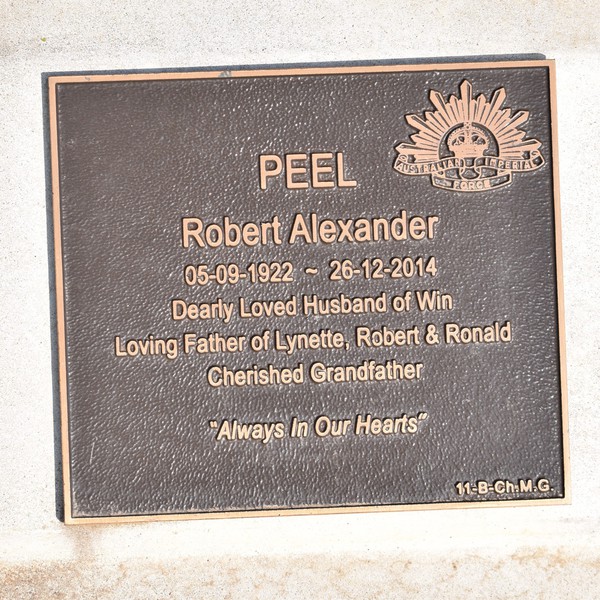 AUSTRALIAN IMPERIAL
FORCE
PEEL
Robert Alexander
05-09-1922 ~ 26-12-2014
Dearly Loved Husband of Win
Loving Father of Lynette, Robert & Ronald
Cherished Grandfather
"Always In Our Hearts"
11-B-Ch.M.G.